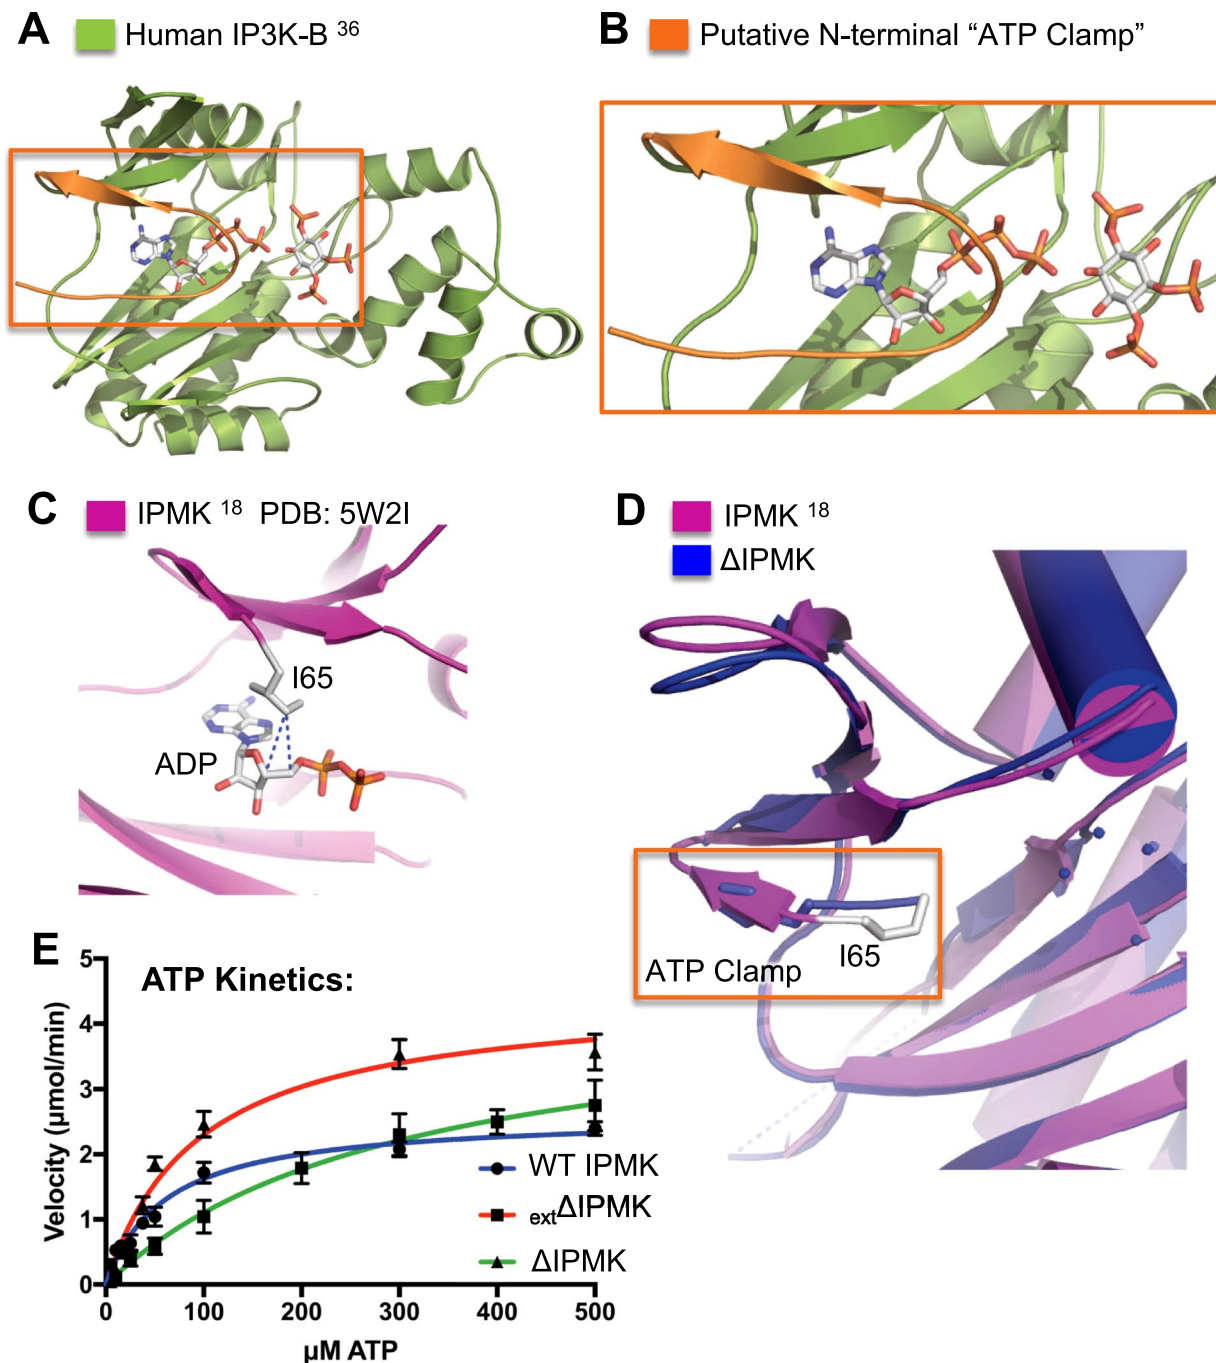 A Human IP3K-B 36
B Putative N-terminal “ATP Clamp”
C IPMK 18 PDB: 5W2I
I65
ADP
D IPMK 18
ΔIPMK
ATP Clamp I65
E ATP Kinetics:
Velocity (µmol/min)
5
4
3
2
1
0
0 100 200 300 400 500
µM ATP
WT IPMK
extΔIPMK
ΔIPMK